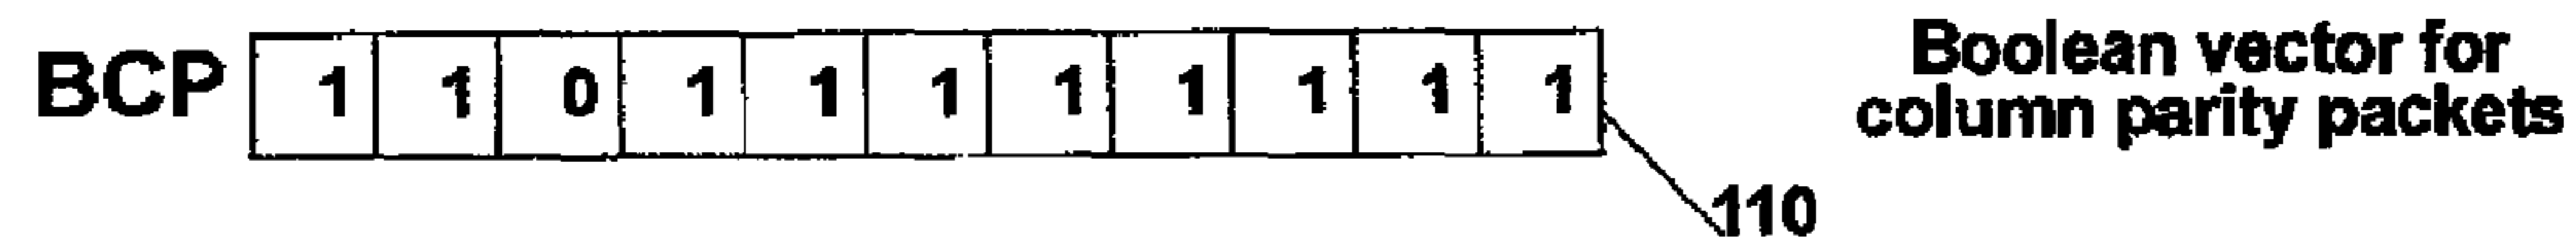 BCP 1 1 0 1 1 1 1 1 1 1 1
Boolean vector for
column parity packets
110